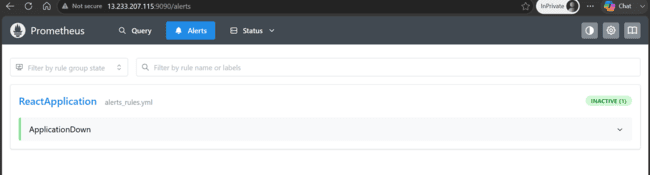 Not secure 13.233.207.115:9090/alerts InPrivate Chat
Prometheus Query Alerts Status
Filter by rule group state Filter by rule name or labels
ReactApplication alerts_rules.yml INACTIVE (1)
ApplicationDown